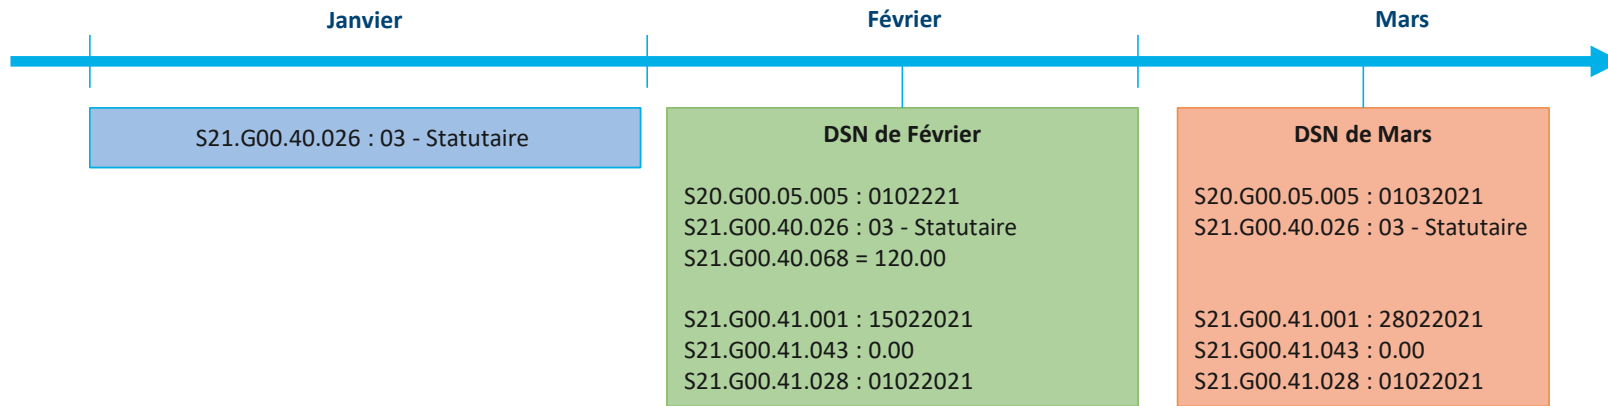 Janvier
Février
Mars
S21.G00.40.026 : 03 - Statutaire
DSN de Février
S20.G00.05.005 : 0102221
S21.G00.40.026 : 03 - Statutaire
S21.G00.40.068 = 120.00
S21.G00.41.001 : 15022021
S21.G00.41.043 : 0.00
S21.G00.41.028 : 01022021
DSN de Mars
S20.G00.05.005 : 01032021
S21.G00.40.026 : 03 - Statutaire
S21.G00.41.001 : 28022021
S21.G00.41.043 : 0.00
S21.G00.41.028 : 01022021